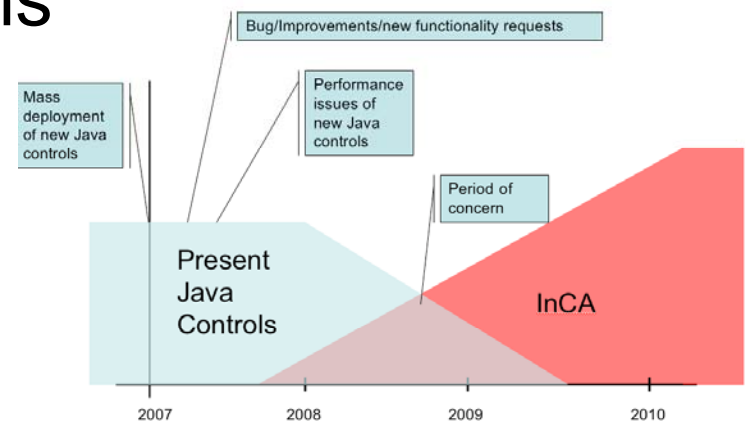 is
Bug/Improvements/new functionality requests
Mass
deployment
of new Java
controls
Performance
issues of
new Java
controls
Period of
concern
Present
Java
Controls
InCA
2007
2008
2009
2010